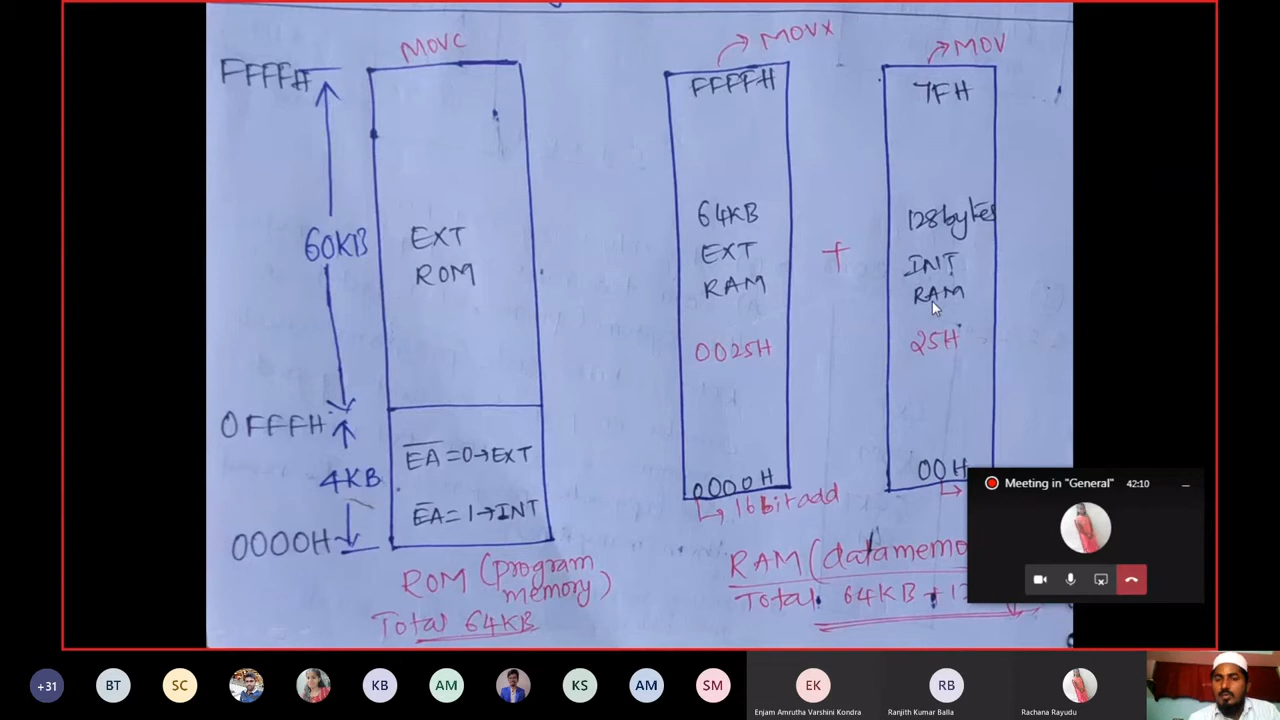 MOVC
FFFFH
60KB
EXT
ROM
0FFFH
4KB
EA =0→EXT
EA = 1→INT
0000H
ROM (program
memory)
Total 64KB
MOVX
FFFFH
64KB
EXT
RAM
0025H
0000H
16bit add
+
MOV
7FH
128bytes
INT
RAM
25H
00H
RAM (datamemo
Total: 64KB + 12
Meeting in "General"
42:10
+31
BT
SC
KB
AM
KS
AM
SM
EK
Enjam Amrutha Varshini Kondra
RB
Ranjith Kumar Balla
Rachana Rayudu